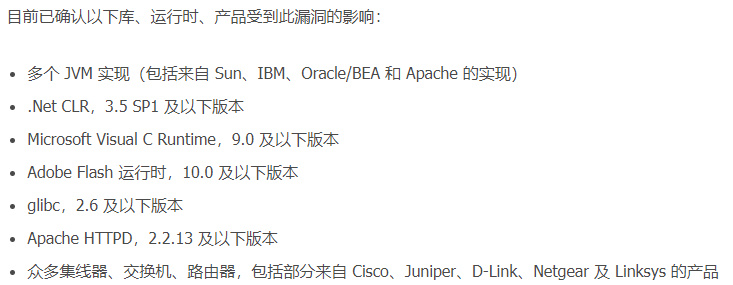 目前已确认以下库、运行时、产品受到此漏洞的影响：
• 多个 JVM 实现（包括来自 Sun、IBM、Oracle/BEA 和 Apache 的实现）
• .Net CLR，3.5 SP1 及以下版本
• Microsoft Visual C Runtime，9.0 及以下版本
• Adobe Flash 运行时，10.0 及以下版本
• glibc，2.6 及以下版本
• Apache HTTPD，2.2.13 及以下版本
• 众多集线器、交换机、路由器，包括部分来自 Cisco、Juniper、D-Link、Netgear 及 Linksys 的产品